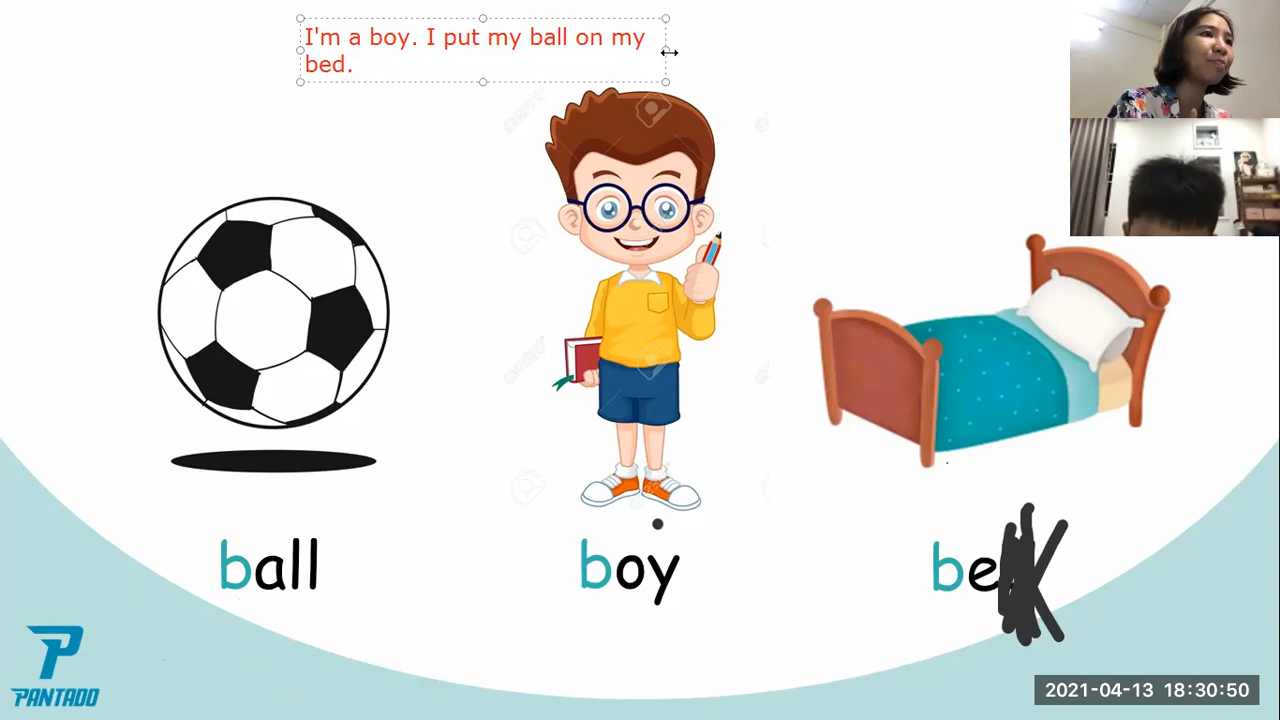 I'm a boy. I put my ball on my
bed.
ball
boy
PANTADO
2021-04-13 18:30:50